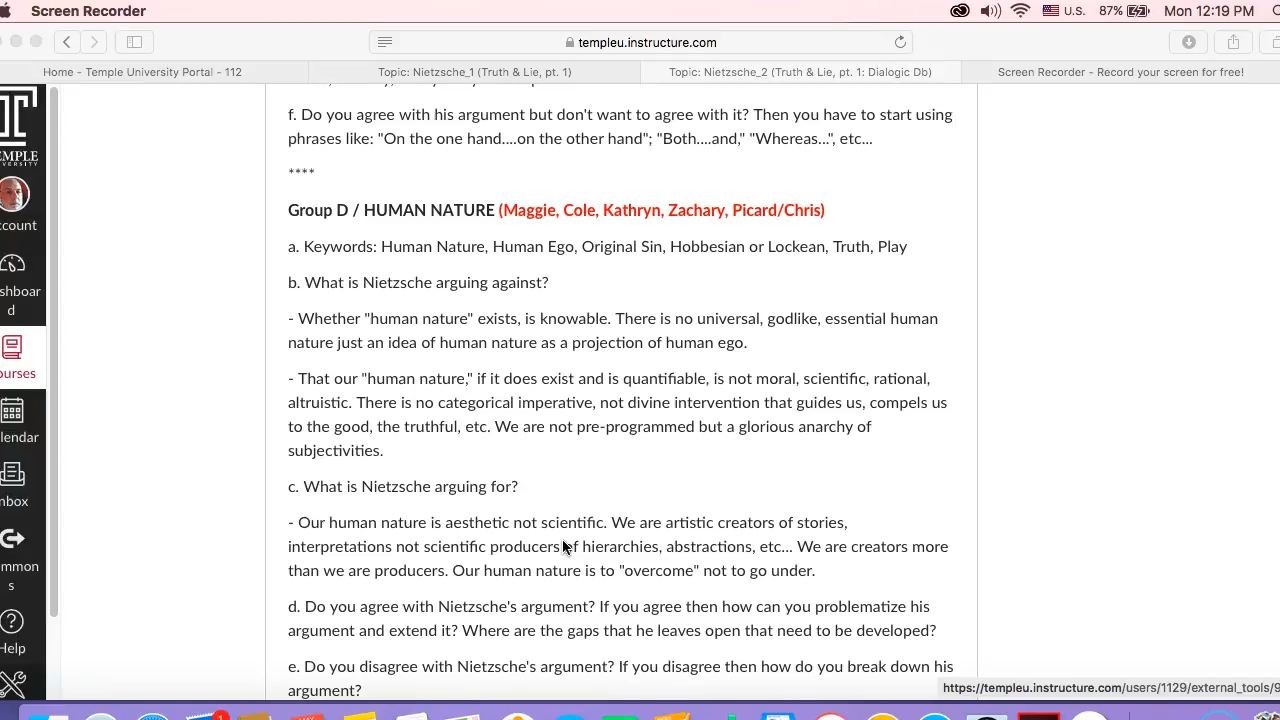 Screen Recorder
U.S. 87% Mon 12:19 PM
templeu.instructure.com
Home - Temple University Portal - 112
Topic: Nietzsche_1 (Truth & Lie, pt. 1)
Topic: Nietzsche_2 (Truth & Lie, pt. 1: Dialogic Db)
Screen Recorder - Record your screen for free!
f. Do you agree with his argument but don't want to agree with it? Then you have to start using
phrases like: "On the one hand....on the other hand"; "Both....and," "Whereas...", etc...
****
Group D / HUMAN NATURE (Maggie, Cole, Kathryn, Zachary, Picard/Chris)
a. Keywords: Human Nature, Human Ego, Original Sin, Hobbesian or Lockean, Truth, Play
b. What is Nietzsche arguing against?
- Whether "human nature" exists, is knowable. There is no universal, godlike, essential human
nature just an idea of human nature as a projection of human ego.
- That our "human nature," if it does exist and is quantifiable, is not moral, scientific, rational,
altruistic. There is no categorical imperative, not divine intervention that guides us, compels us
to the good, the truthful, etc. We are not pre-programmed but a glorious anarchy of
subjectivities.
c. What is Nietzsche arguing for?
- Our human nature is aesthetic not scientific. We are artistic creators of stories,
interpretations not scientific producers of hierarchies, abstractions, etc... We are creators more
than we are producers. Our human nature is to "overcome" not to go under.
d. Do you agree with Nietzsche's argument? If you agree then how can you problematize his
argument and extend it? Where are the gaps that he leaves open that need to be developed?
e. Do you disagree with Nietzsche's argument? If you disagree then how do you break down his
argument?
EMPLE
ccount
shboar
d
ourses
lendar
nbox
mmon
s
Help
https://templeu.instructure.com/users/1129/external_tools/9
1